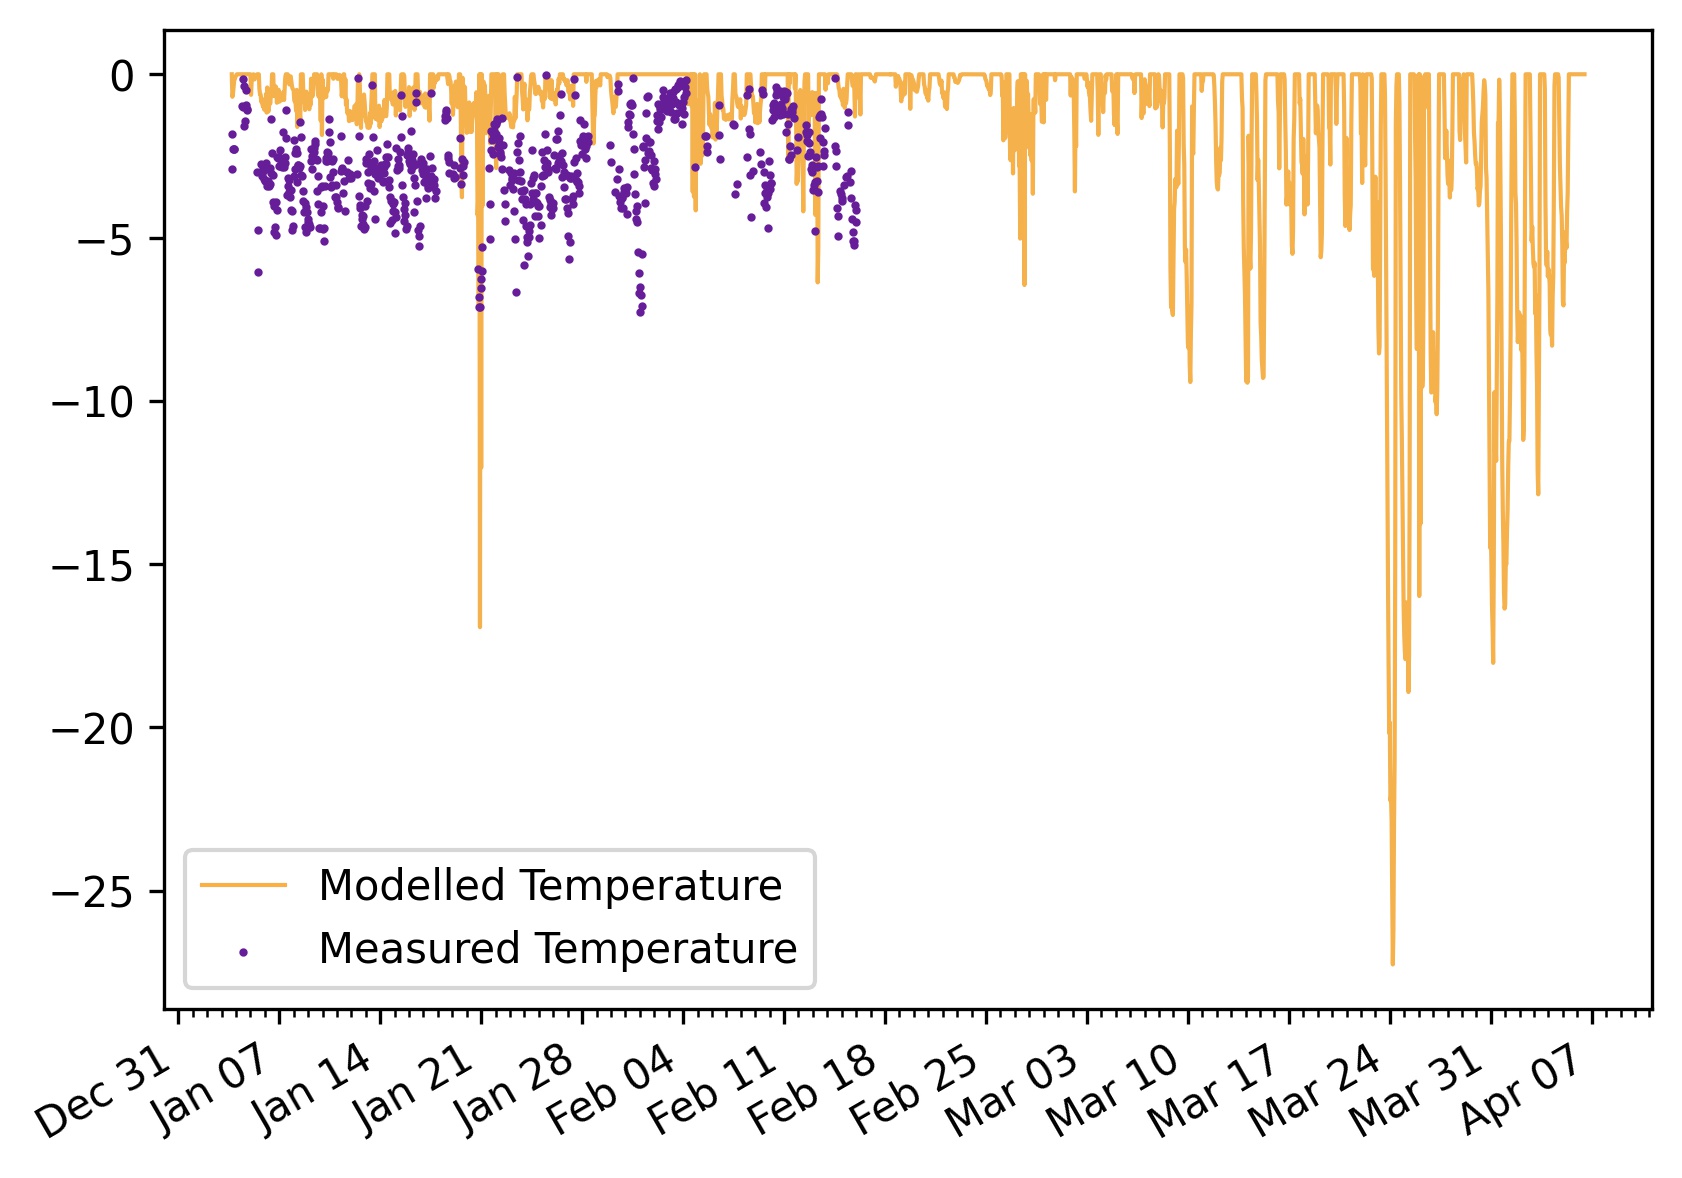 0
−5
−10
−15
−20
−25
Modelled Temperature
Measured Temperature
Dec 31
Jan 07
Jan 14
Jan 21
Jan 28
Feb 04
Feb 11
Feb 18
Feb 25
Mar 03
Mar 10
Mar 17
Mar 24
Mar 31
Apr 07